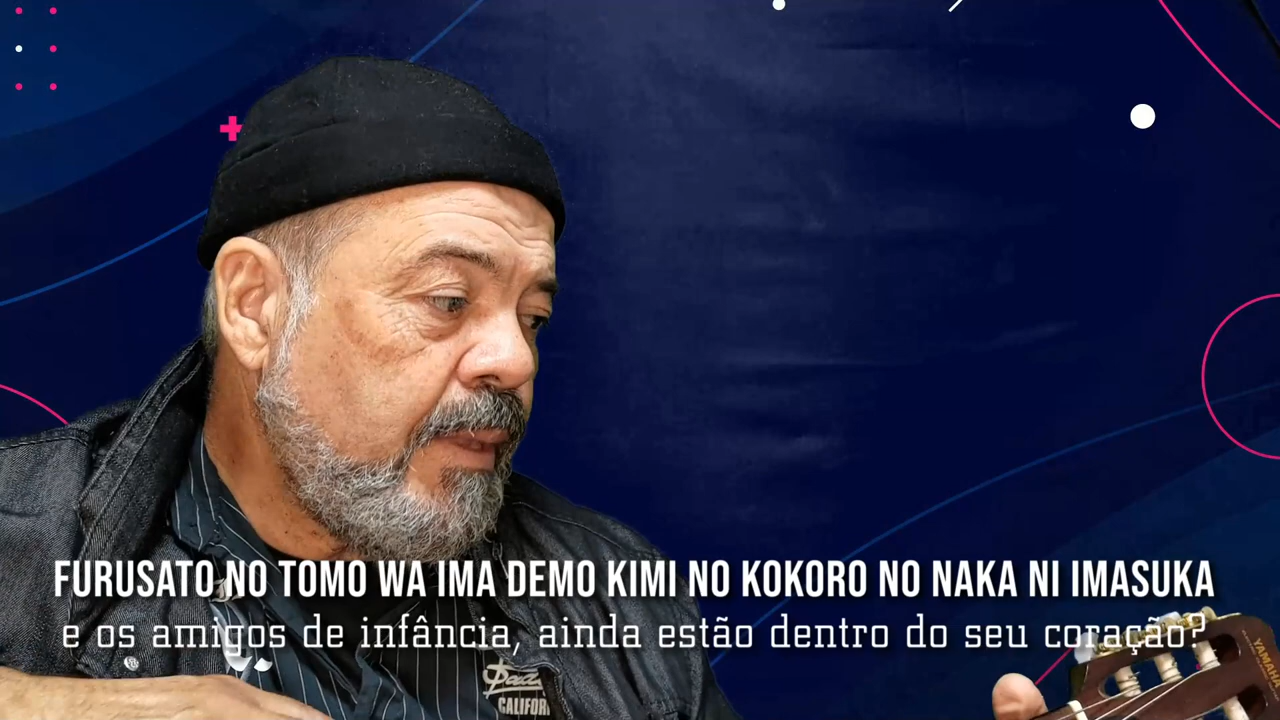 FURUSATO NO TOMO WA IMA DEMO KIMI NO KOKORO NO NAKA NI IMASUKA
e os amigos de infância, ainda estão dentro do seu coração?
YAMAHA